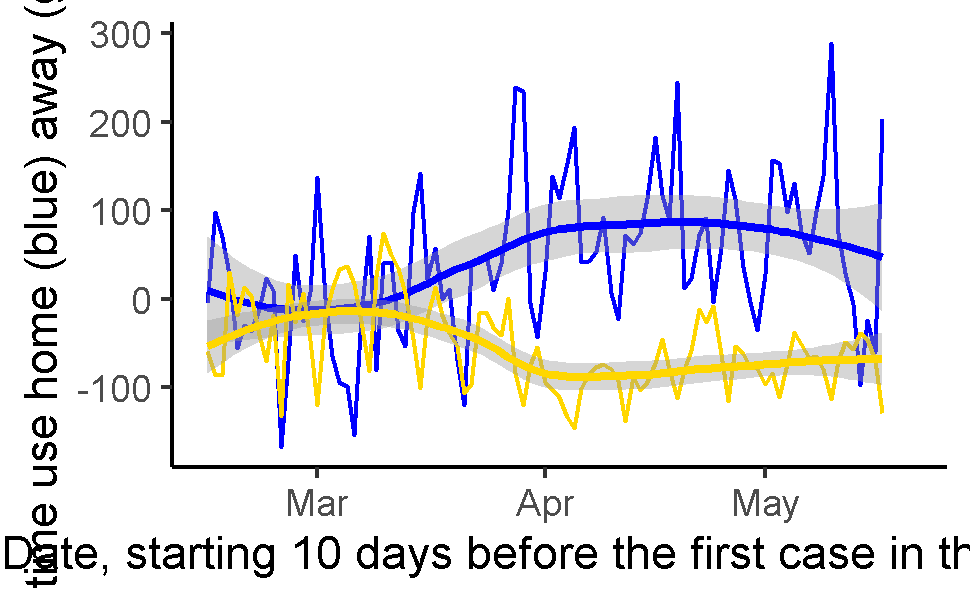 time use home (blue) away (
300
200
100
0
-100
Mar Apr May
Date, starting 10 days before the first case in th